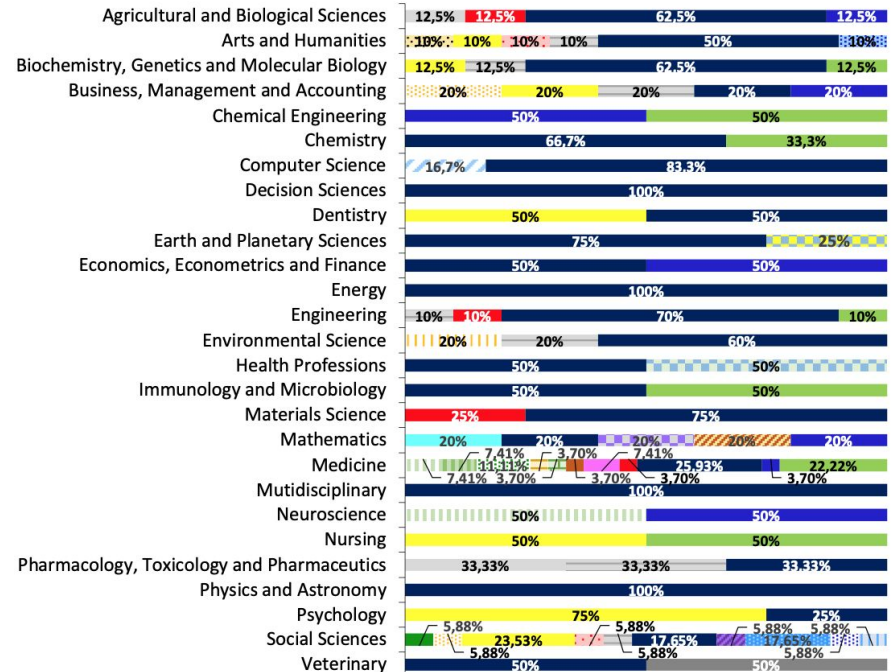 Agricultural and Biological Sciences 12,5% 12,5% 62,5% 12,5%
Arts and Humanities 10% 10% 10% 10% 50% 10%
Biochemistry, Genetics and Molecular Biology 12,5% 12,5% 62,5% 12,5%
Business, Management and Accounting 20% 20% 20% 20% 20%
Chemical Engineering 50% 50%
Chemistry 66,7% 33,3%
Computer Science 16,7% 83,3%
Decision Sciences 100%
Dentistry 50% 50%
Earth and Planetary Sciences 75% 25%
Economics, Econometrics and Finance 50% 50%
Energy 100%
Engineering 10% 10% 70% 10%
Environmental Science 20% 20% 60%
Health Professions 50% 50%
Immunology and Microbiology 50% 50%
Materials Science 25% 75%
Mathematics 20% 20% 20% 20% 20%
7,41% 3,70% 7,41%
Medicine 25,93% 22,22%
7,41% 3,70% 3,70% 3,70% 3,70%
Mutidisciplinary 100%
Neuroscience 50% 50%
Nursing 50% 50%
Pharmacology, Toxicology and Pharmaceutics 33,33% 33,33% 33,33%
Physics and Astronomy 100%
Psychology 75% 25%
5,88% 5,88% 5,88% 5,88%
Social Sciences 23,53% 17,65% 17,65%
5,88% 5,88% 5,88%
Veterinary 50% 50%